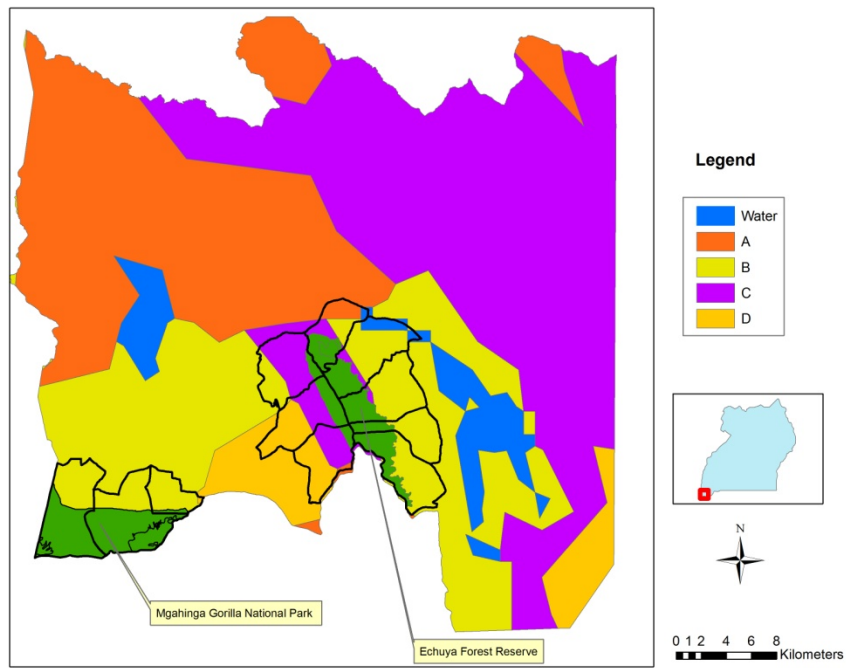 Legend
Water
A
B
C
D
N
Mgahinga Gorilla National Park
Echuya Forest Reserve
0 1 2 4 6 8
Kilometers